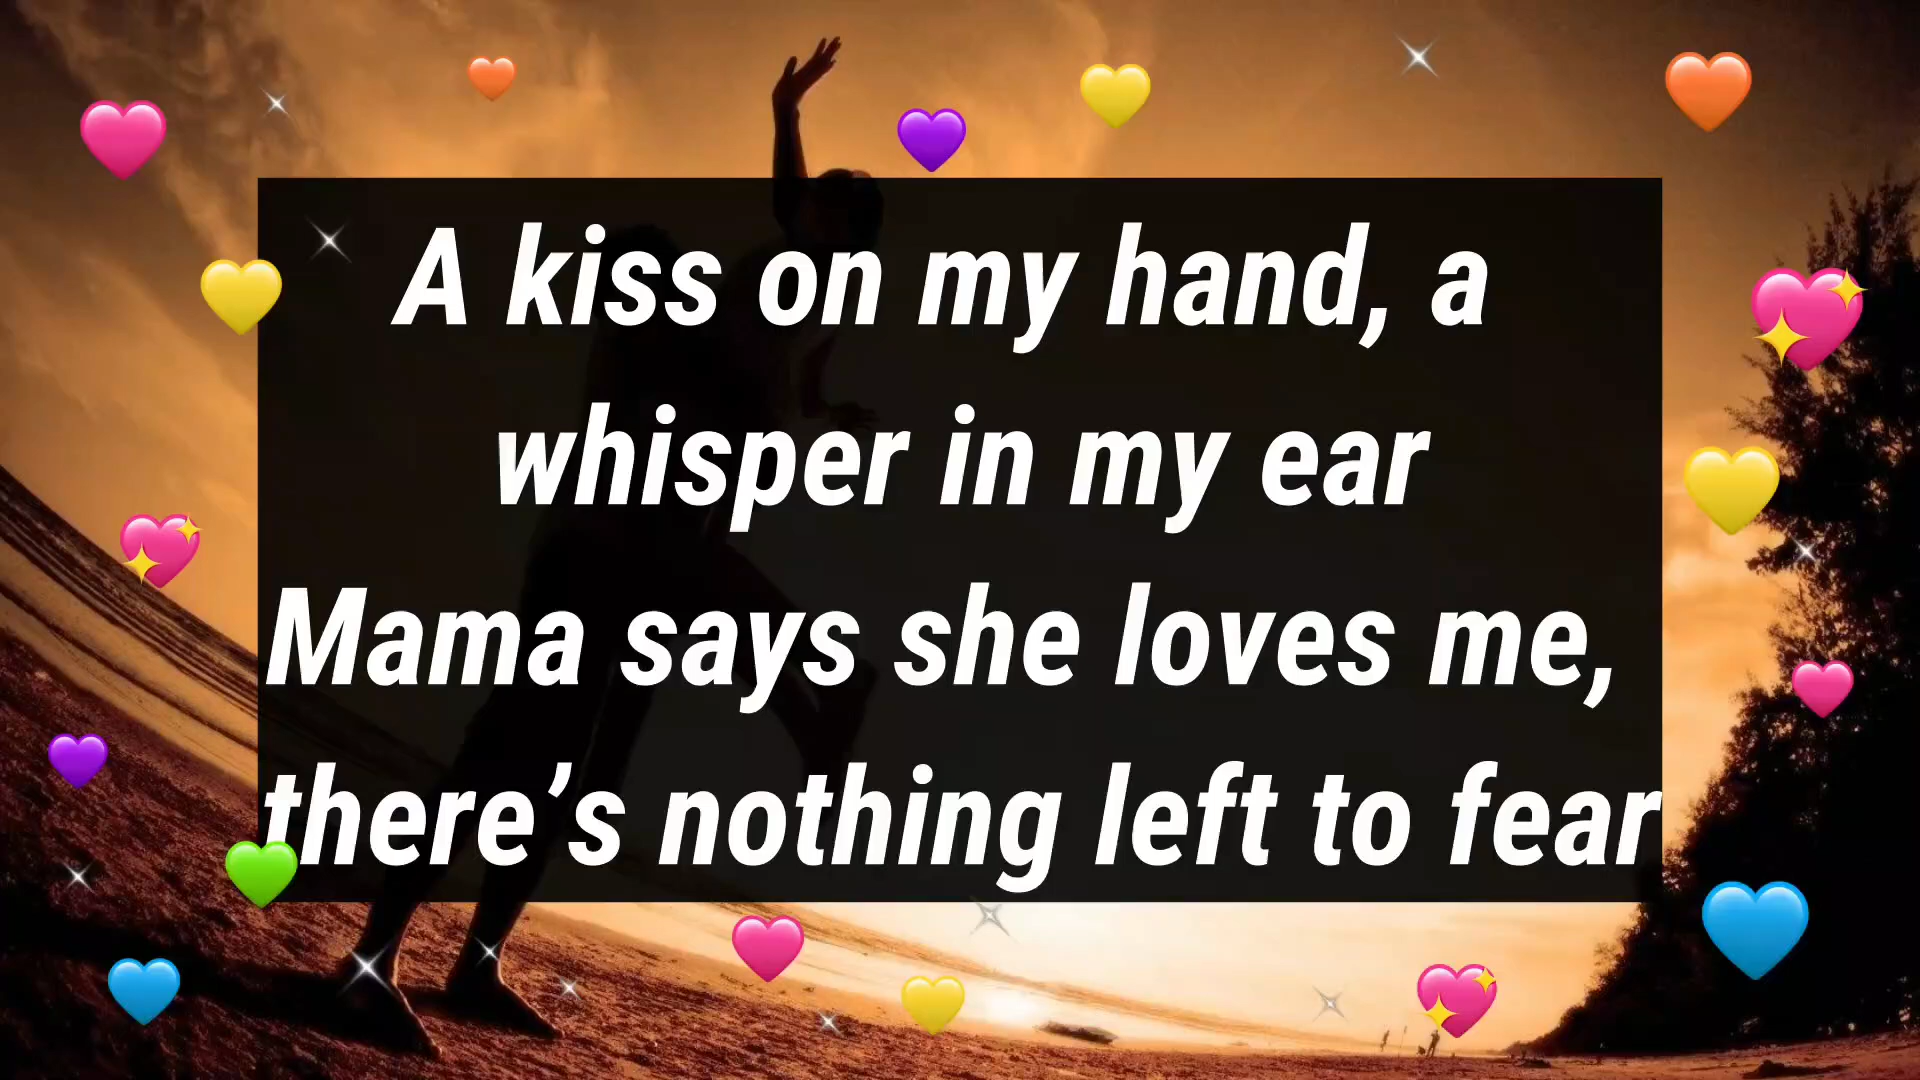 A kiss on my hand, a
whisper in my ear
Mama says she loves me,
there’s nothing left to fear